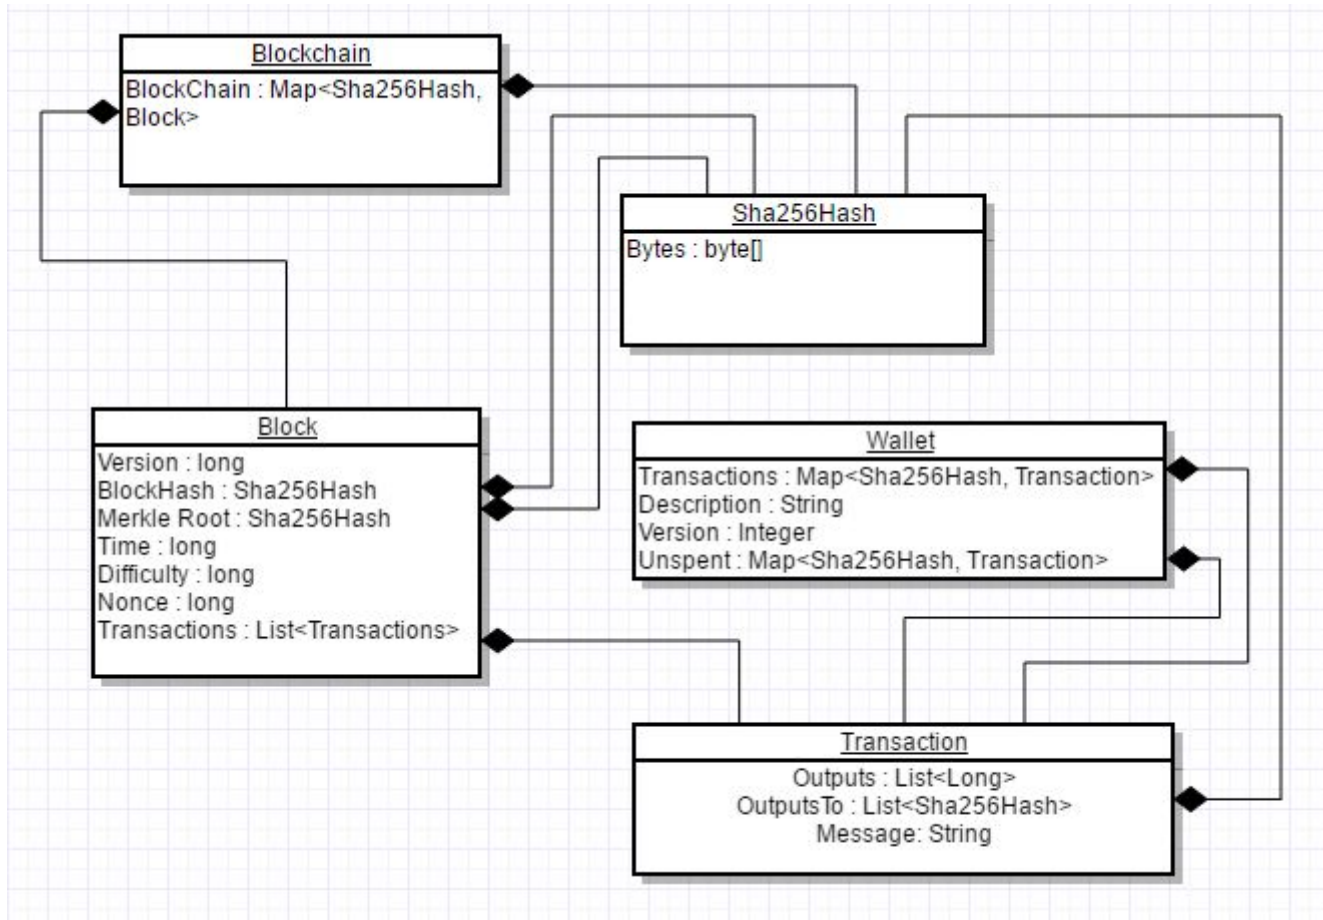 Blockchain
BlockChain : Map<Sha256Hash,
Block>
Sha256Hash
Bytes : byte[]
Block
Version : long
BlockHash : Sha256Hash
Merkle Root : Sha256Hash
Time : long
Difficulty : long
Nonce : long
Transactions : List<Transactions>
Wallet
Transactions : Map<Sha256Hash, Transaction>
Description : String
Version : Integer
Unspent : Map<Sha256Hash, Transaction>
Transaction
Outputs : List<Long>
OutputsTo : List<Sha256Hash>
Message: String